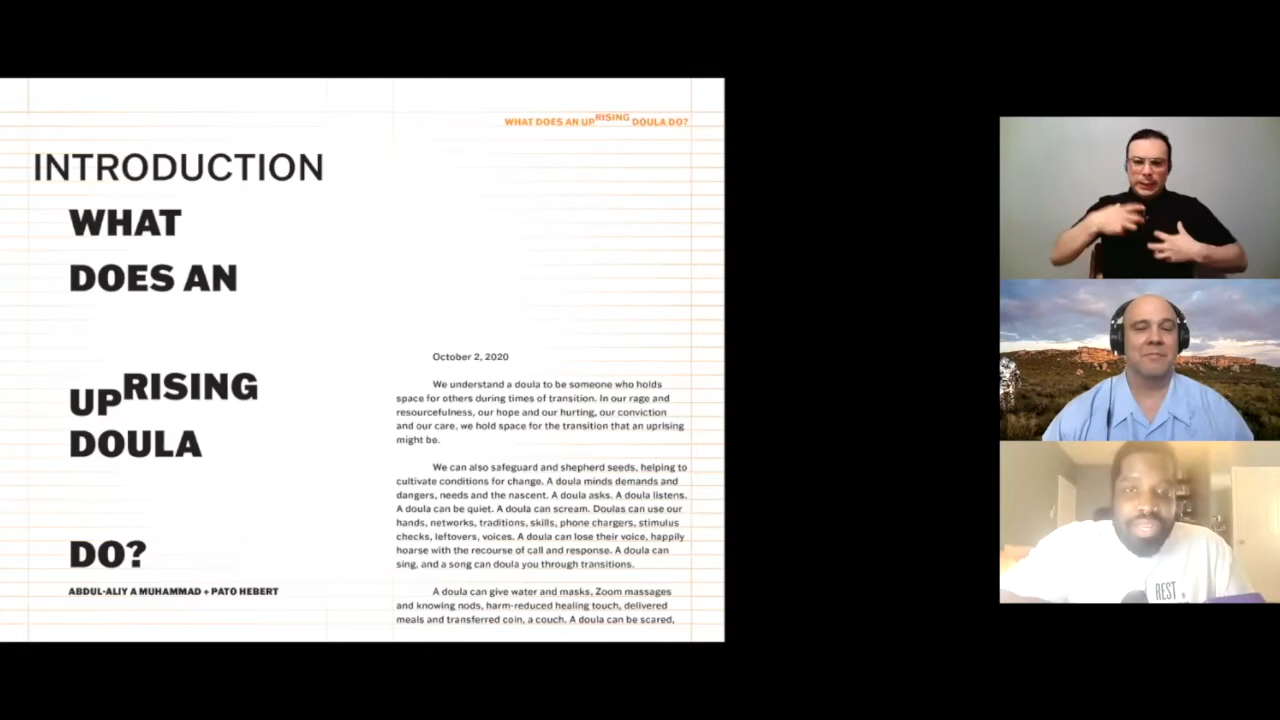 INTRODUCTION
WHAT
DOES AN
UPRISING
DOULA
DO?
ABDUL-ALIY A MUHAMMAD + PATO HEBERT
WHAT DOES AN UPRISING DOULA DO?
October 2, 2020
We understand a doula to be someone who holds
space for others during times of transition. In our rage and
resourcefulness, our hope and our hurting, our conviction
and our care, we hold space for the transition that an uprising
might be.
We can also safeguard and shepherd seeds, helping to
cultivate conditions for change. A doula minds demands and
dangers, needs and the nascent. A doula asks. A doula listens.
A doula can be quiet. A doula can scream. Doulas can use our
hands, networks, traditions, skills, phone chargers, stimulus
checks, leftovers, voices. A doula can lose their voice, happily
hoarse with the recourse of call and response. A doula can
sing, and a song can doula you through transitions.
A doula can give water and masks, Zoom massages
and knowing nods, harm-reduced healing touch, delivered
meals and transferred coin, a couch. A doula can be scared,
REST